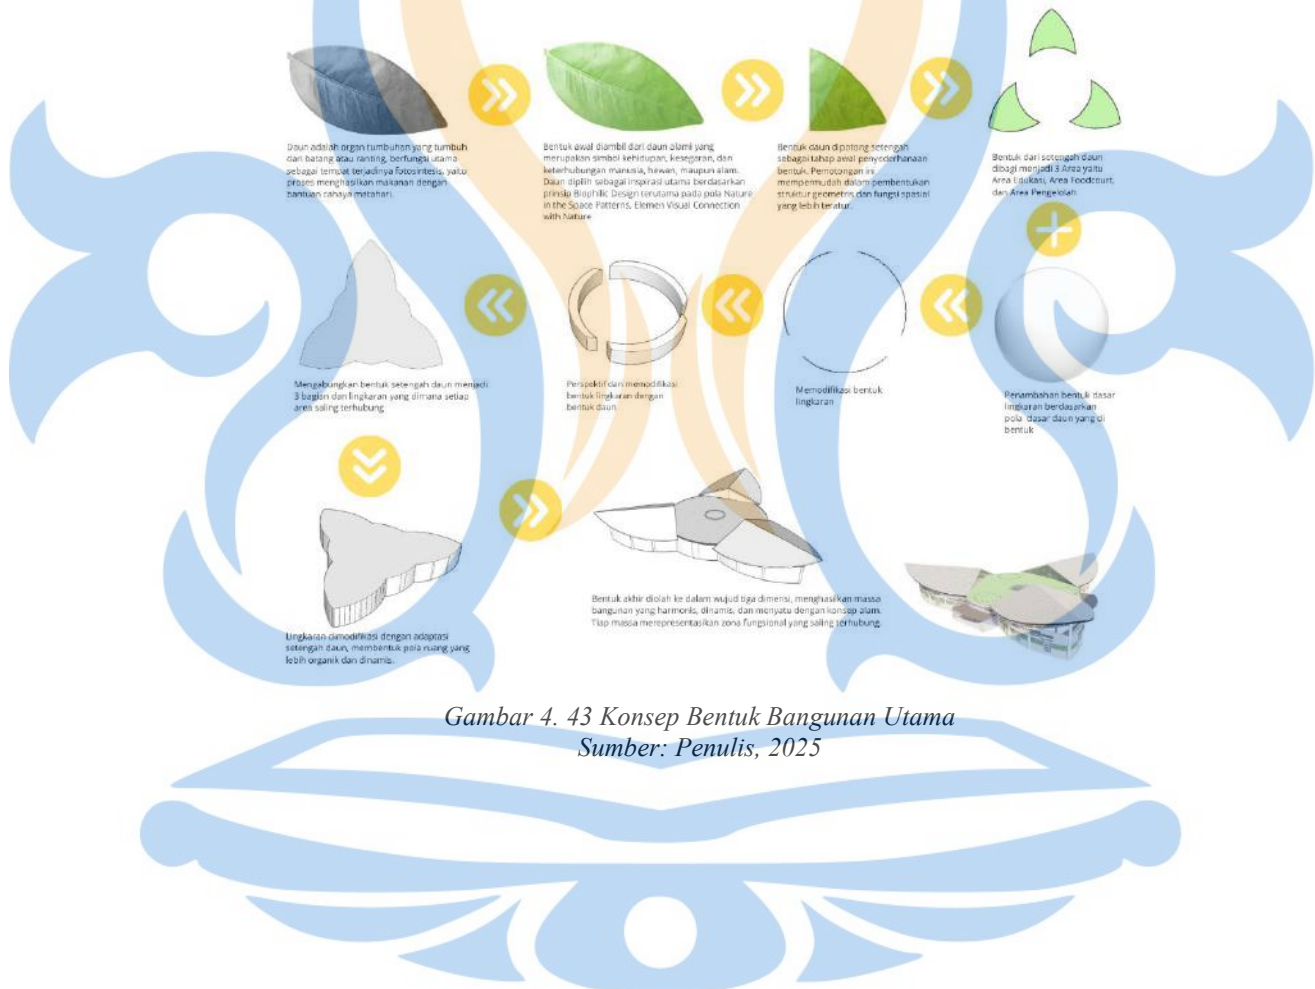 Daun adalah organ tumbuhan yang tumbuh
dari batang atau ranting, berfungsi utama
sebagai tempat terjadinya fotosintesis, yaitu
proses menghasilkan makanan dengan
bantuan cahaya matahari.
Bentuk awal diambil dari daun alami yang
merupakan simbol kehidupan, kesegaran, dan
keterhubungan manusia, hewan, maupun alam.
Daun dipilih sebagai inspirasi utama berdasarkan
prinsip Biophilic Design terutama pada pola Nature
in the Space Patterns, Elemen Visual Connection
with Nature
Bentuk daun dipotong setengah
sebagai tahap awal penyederhanaan
bentuk. Pemotongan ini
mempermudah dalam pembentukan
struktur geometris dan fungsi spasial
yang lebih teratur.
Bentuk dari setengah daun
dibagi menjadi 3 Area yaitu
Area Edukasi, Area Foodcourt,
dan Area Pengelolah
Mengabungkan bentuk setengah daun menjadi
3 bagian dan lingkaran yang dimana setiap
area saling terhubung
Perspektif dan memodifikasi
bentuk lingkaran dengan
bentuk daun
Memodifikasi bentuk
lingkaran
Penambahan bentuk dasar
lingkaran berdasarkan
pola dasar daun yang di
bentuk
Lingkaran dimodifikasi dengan adaptasi
setengah daun, membentuk pola ruang yang
lebih organik dan dinamis.
Bentuk akhir diolah ke dalam wujud tiga dimensi, menghasilkan massa
bangunan yang harmonis, dinamis, dan menyatu dengan konsep alam.
Tiap massa merepresentasikan zona fungsional yang saling terhubung.
Gambar 4. 43 Konsep Bentuk Bangunan Utama
Sumber: Penulis, 2025